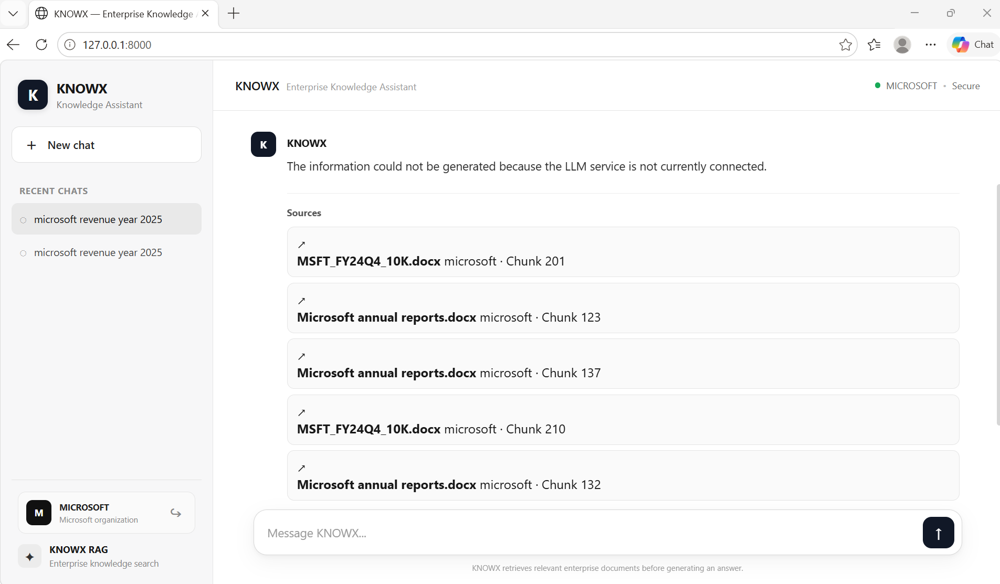 KNOWX — Enterprise Knowledge
127.0.0.1:8000
Chat
K
KNOWX
Knowledge Assistant
+ New chat
RECENT CHATS
microsoft revenue year 2025
microsoft revenue year 2025
M
MICROSOFT
Microsoft organization
KNOWX RAG
Enterprise knowledge search
KNOWX Enterprise Knowledge Assistant
MICROSOFT • Secure
K
KNOWX
The information could not be generated because the LLM service is not currently connected.
Sources
↗
MSFT_FY24Q4_10K.docx microsoft · Chunk 201
↗
Microsoft annual reports.docx microsoft · Chunk 123
↗
Microsoft annual reports.docx microsoft · Chunk 137
↗
MSFT_FY24Q4_10K.docx microsoft · Chunk 210
↗
Microsoft annual reports.docx microsoft · Chunk 132
Message KNOWX...
↑
KNOWX retrieves relevant enterprise documents before generating an answer.